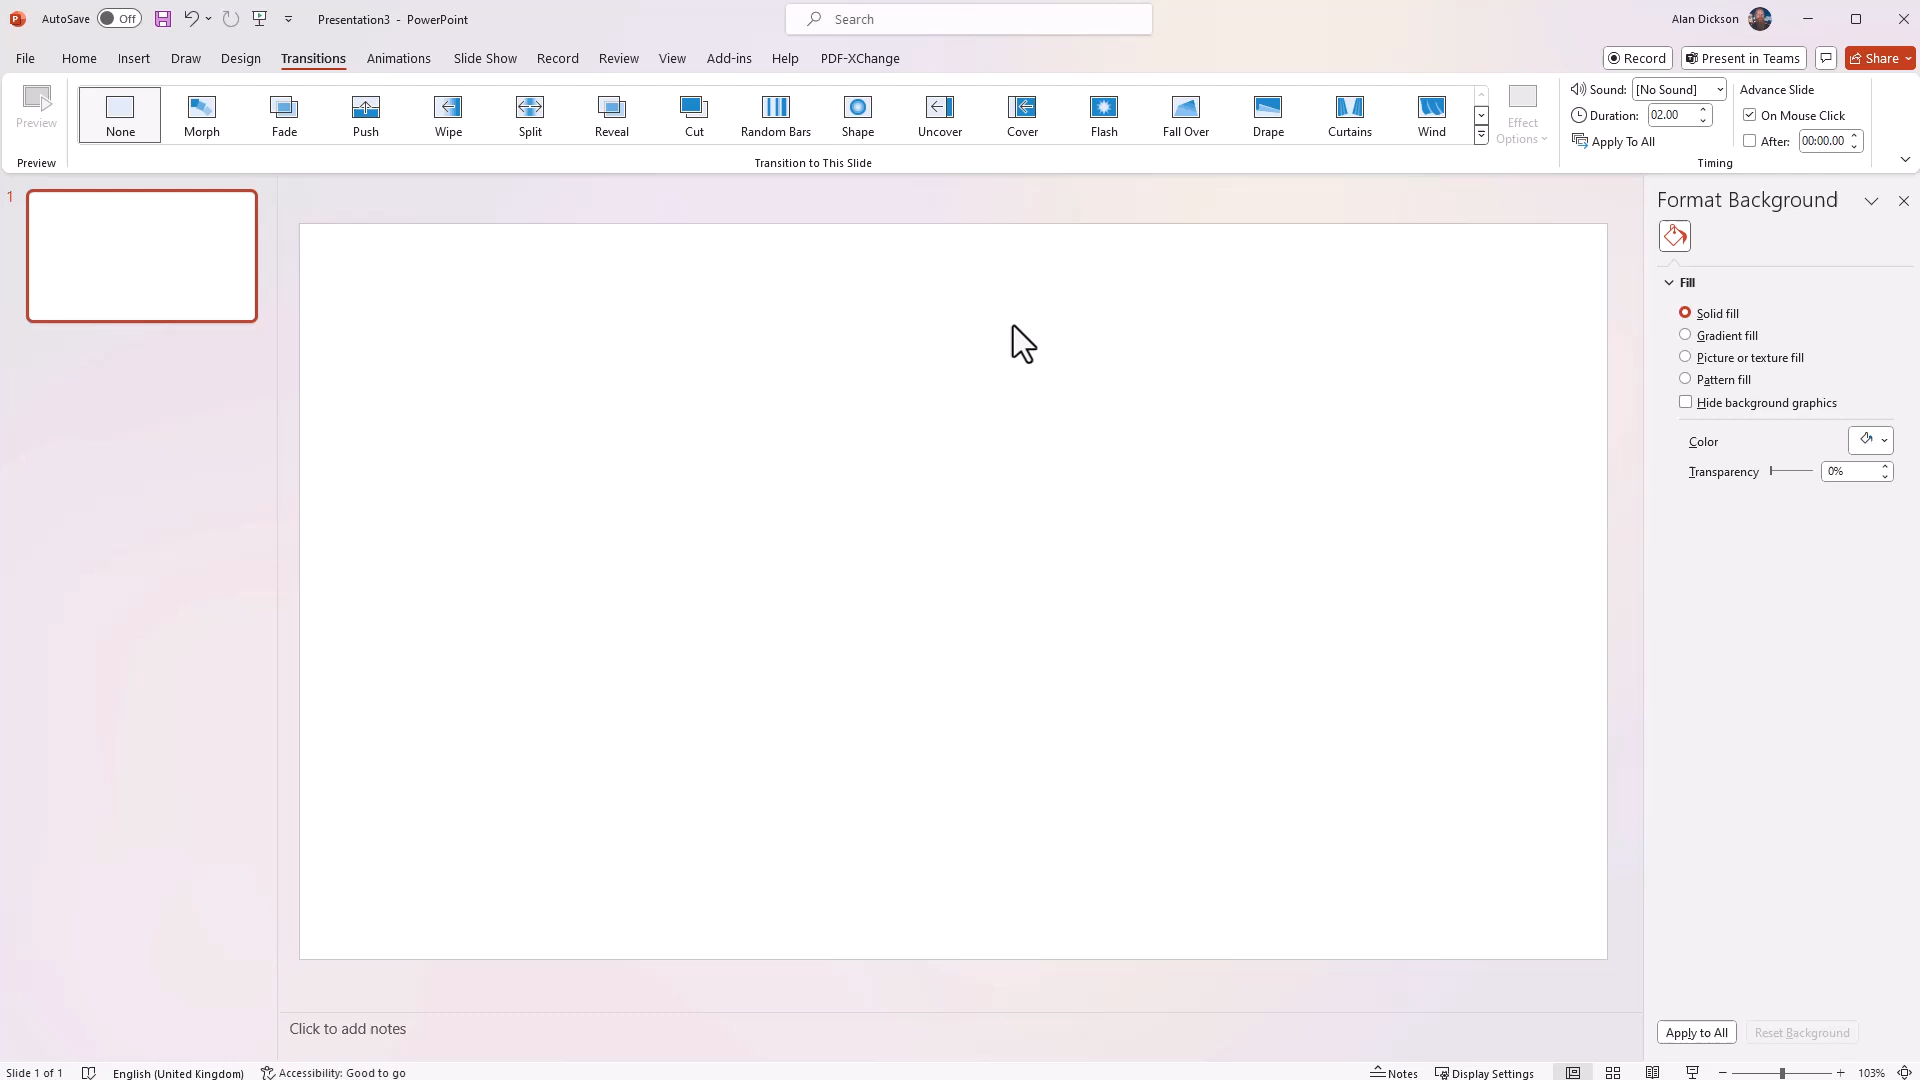 AutoSave Off Presentation3 - PowerPoint Search Alan Dickson
File Home Insert Draw Design Transitions Animations Slide Show Record Review View Add-ins Help PDF-XChange Record Present in Teams Share
Preview None Morph Fade Push Wipe Split Reveal Cut Random Bars Shape Uncover Cover Flash Fall Over Drape Curtains Wind Effect Options
Sound: [No Sound] Advance Slide
Duration: 02.00 On Mouse Click
Apply To All After: 00:00.00
Preview Transition to This Slide Timing
1
Format Background
Fill
Solid fill
Gradient fill
Picture or texture fill
Pattern fill
Hide background graphics
Color
Transparency 0%
Click to add notes
Apply to All Reset Background
Slide 1 of 1 English (United Kingdom) Accessibility: Good to go Notes Display Settings 103%